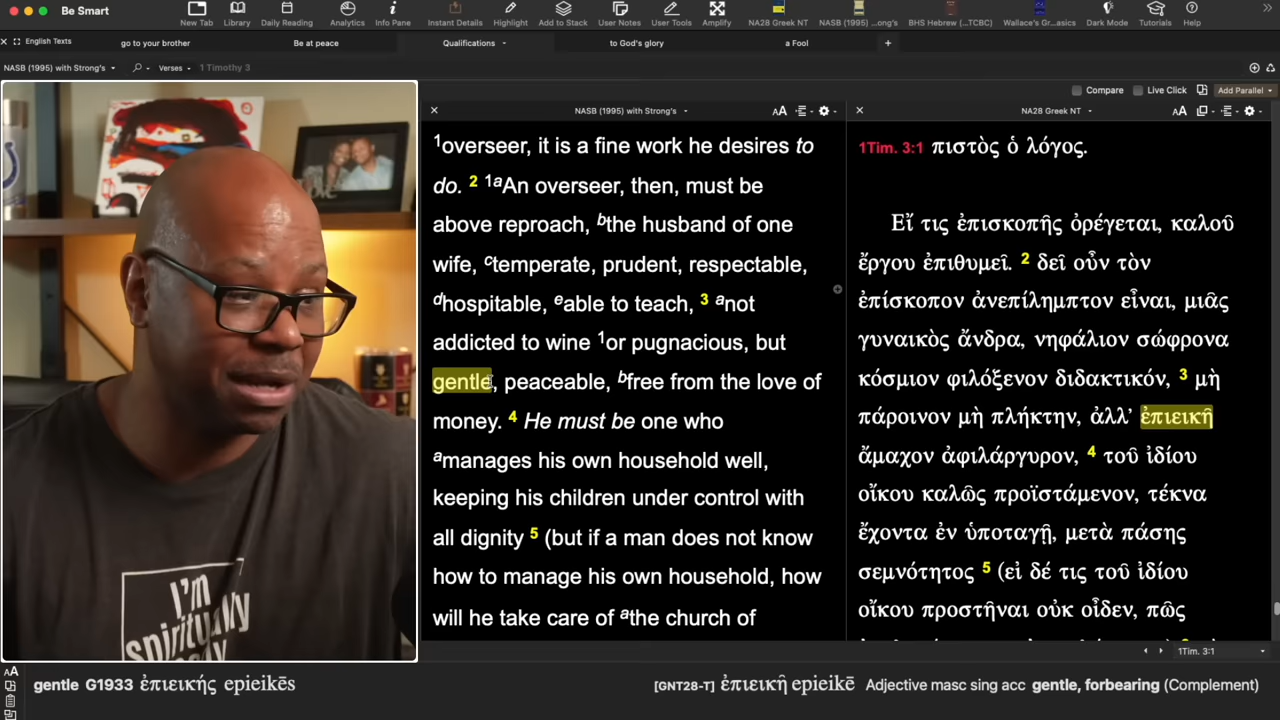 Be Smart
New Tab
Library
Daily Reading
Analytics
Info Pane
Instant Details
Highlight
Add to Stack
User Notes
User Tools
Amplify
NA28 Greek NT
NASB (1995) ...ong's
BHS Hebrew (...TCBC)
Wallace's Gr...asics
Dark Mode
Tutorials
Help
English Texts
go to your brother
Be at peace
Qualifications
to God's glory
a Fool
NASB (1995) with Strong's
Verses
1 Timothy 3
Compare
Live Click
Add Parallel
NASB (1995) with Strong's
1overseer, it is a fine work he desires to
do. 2 1aAn overseer, then, must be
above reproach, bthe husband of one
wife, ctemperate, prudent, respectable,
dhospitable, eable to teach, 3 anot
addicted to wine 1or pugnacious, but
gentle, peaceable, bfree from the love of
money. 4 He must be one who
amanages his own household well,
keeping his children under control with
all dignity 5 (but if a man does not know
how to manage his own household, how
will he take care of athe church of
NA28 Greek NT
1Tim. 3:1 πιστὸς ὁ λόγος.
Εἴ τις ἐπισκοπῆς ὀρέγεται, καλοῦ
ἔργου ἐπιθυμεῖ. 2 δεῖ οὖν τὸν
ἐπίσκοπον ἀνεπίλημπτον εἶναι, μιᾶς
γυναικὸς ἄνδρα, νηφάλιον σώφρονα
κόσμιον φιλόξενον διδακτικόν, 3 μὴ
πάροινον μὴ πλήκτην, ἀλλ’ ἐπιεικῆ
ἄμαχον ἀφιλάργυρον, 4 τοῦ ἰδίου
οἴκου καλῶς προϊστάμενον, τέκνα
ἔχοντα ἐν ὑποταγῇ, μετὰ πάσης
σεμνότητος 5 (εἰ δέ τις τοῦ ἰδίου
οἴκου προστῆναι οὐκ οἶδεν, πῶς
1Tim. 3:1
I'm
gentle G1933 ἐπιεικής epieikēs
[GNT28-T] ἐπιεικῆ epieikē Adjective masc sing acc gentle, forbearing (Complement)